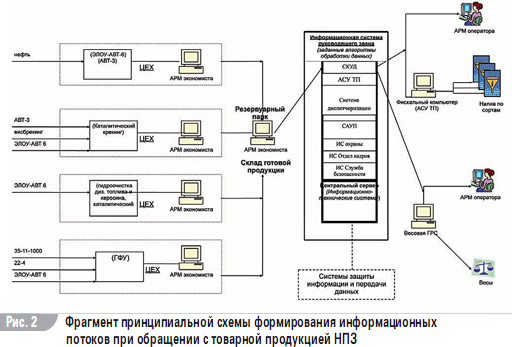 нефть
(ЭЛОУ-АВТ-6)
(АВТ-3)
ЦЕХ
АРМ экономиста
АВТ-3
висбрекинг
ЭЛОУ-АВТ 6
(Каталитический
крекинг)
ЦЕХ
АРМ экономиста
ЭЛОУ-АВТ 6
(гидроочистка
диз. топлива и
керосина,
каталитический
ЦЕХ
АРМ экономиста
35-11-1000
22-4
ЭЛОУ-АВТ 6
(ГФУ)
ЦЕХ
АРМ экономиста
Резервуарный
парк
АРМ экономиста
Склад готовой
продукции
Информационная система
руководящего звена
(заданные алгоритмы
обработки данных)
СКУД
АСУ ТП
Система
диспетчеризации
САУП
ИС охраны
ИС Отдел кадров
ИС Служба
безопасности
Центральный сервер
(Информационно-
технические системы)
Системы защиты
информации и передачи
данных
АРМ оператора
Фискальный компьютер
(АСУ ТП)
Налив по
сортам
АРМ оператора
Весовая ГРС
Весы
Рис. 2
Фрагмент принципиальной схемы формирования информационных
потоков при обращении с товарной продукцией НПЗ